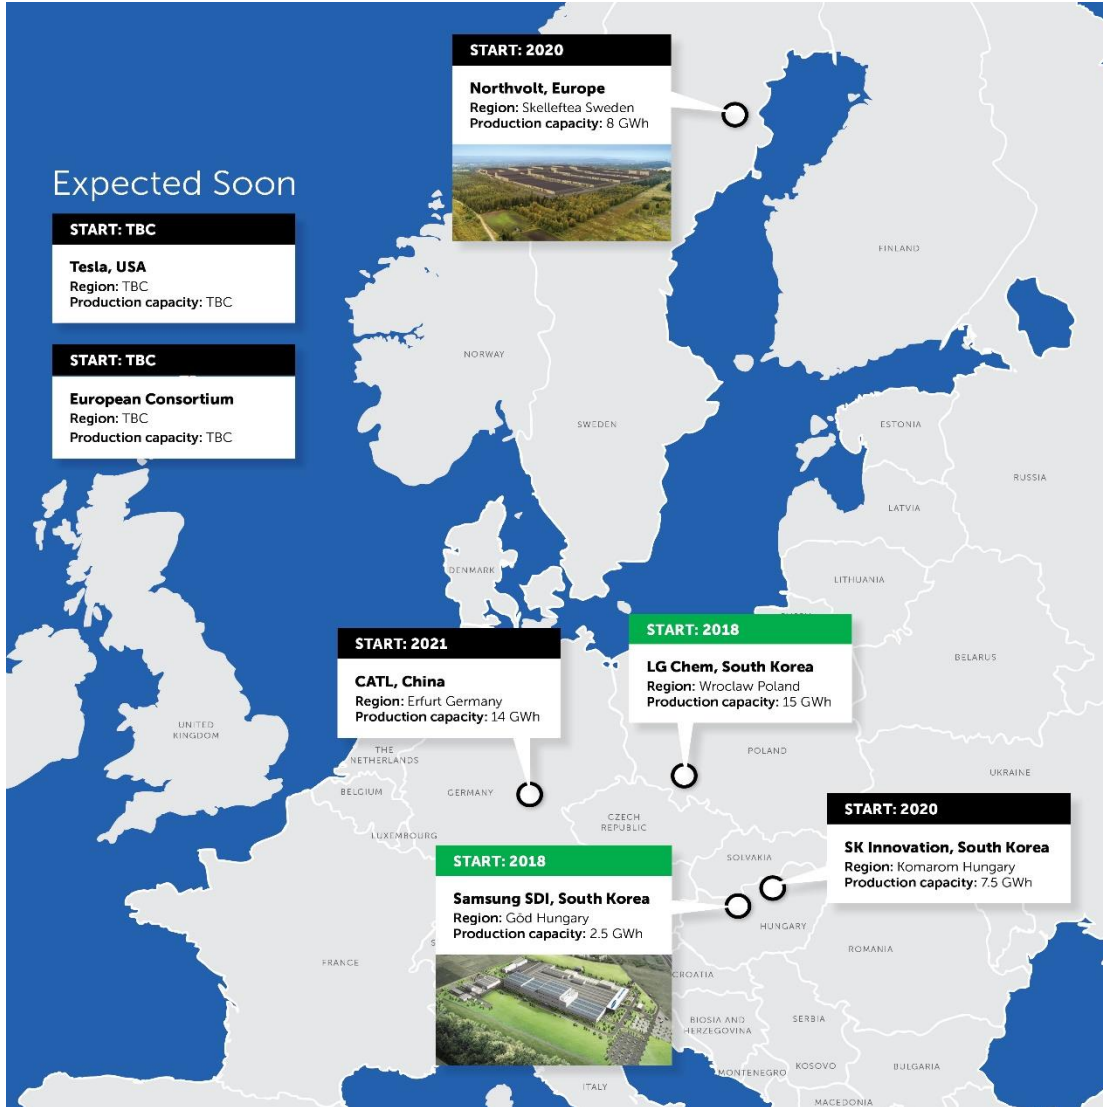 START: 2020
Northvolt, Europe
Region: Skelleftea Sweden
Production capacity: 8 GWh
Expected Soon
START: TBC
Tesla, USA
Region: TBC
Production capacity: TBC
START: TBC
European Consortium
Region: TBC
Production capacity: TBC
FINLAND
NORWAY
SWEDEN
ESTONIA
RUSSIA
LATVIA
DENMARK
LITHUANIA
START: 2021
CATL, China
Region: Erfurt Germany
Production capacity: 14 GWh
START: 2018
LG Chem, South Korea
Region: Wroclaw Poland
Production capacity: 15 GWh
BELARUS
UNITED
KINGDOM
THE
NETHERLANDS
POLAND
UKRAINE
BELGIUM
GERMANY
CZECH
REPUBLIC
LUXEMBOURG
START: 2020
SK Innovation, South Korea
Region: Komarom Hungary
Production capacity: 7.5 GWh
SOLVAKIA
START: 2018
Samsung SDI, South Korea
Region: Göd Hungary
Production capacity: 2.5 GWh
HUNGARY
ROMANIA
FRANCE
CROATIA
BIOSIA AND
HERZEGOVINA
SERBIA
MONTENEGRO
KOSOVO
BULGARIA
ITALY
MACEDONIA